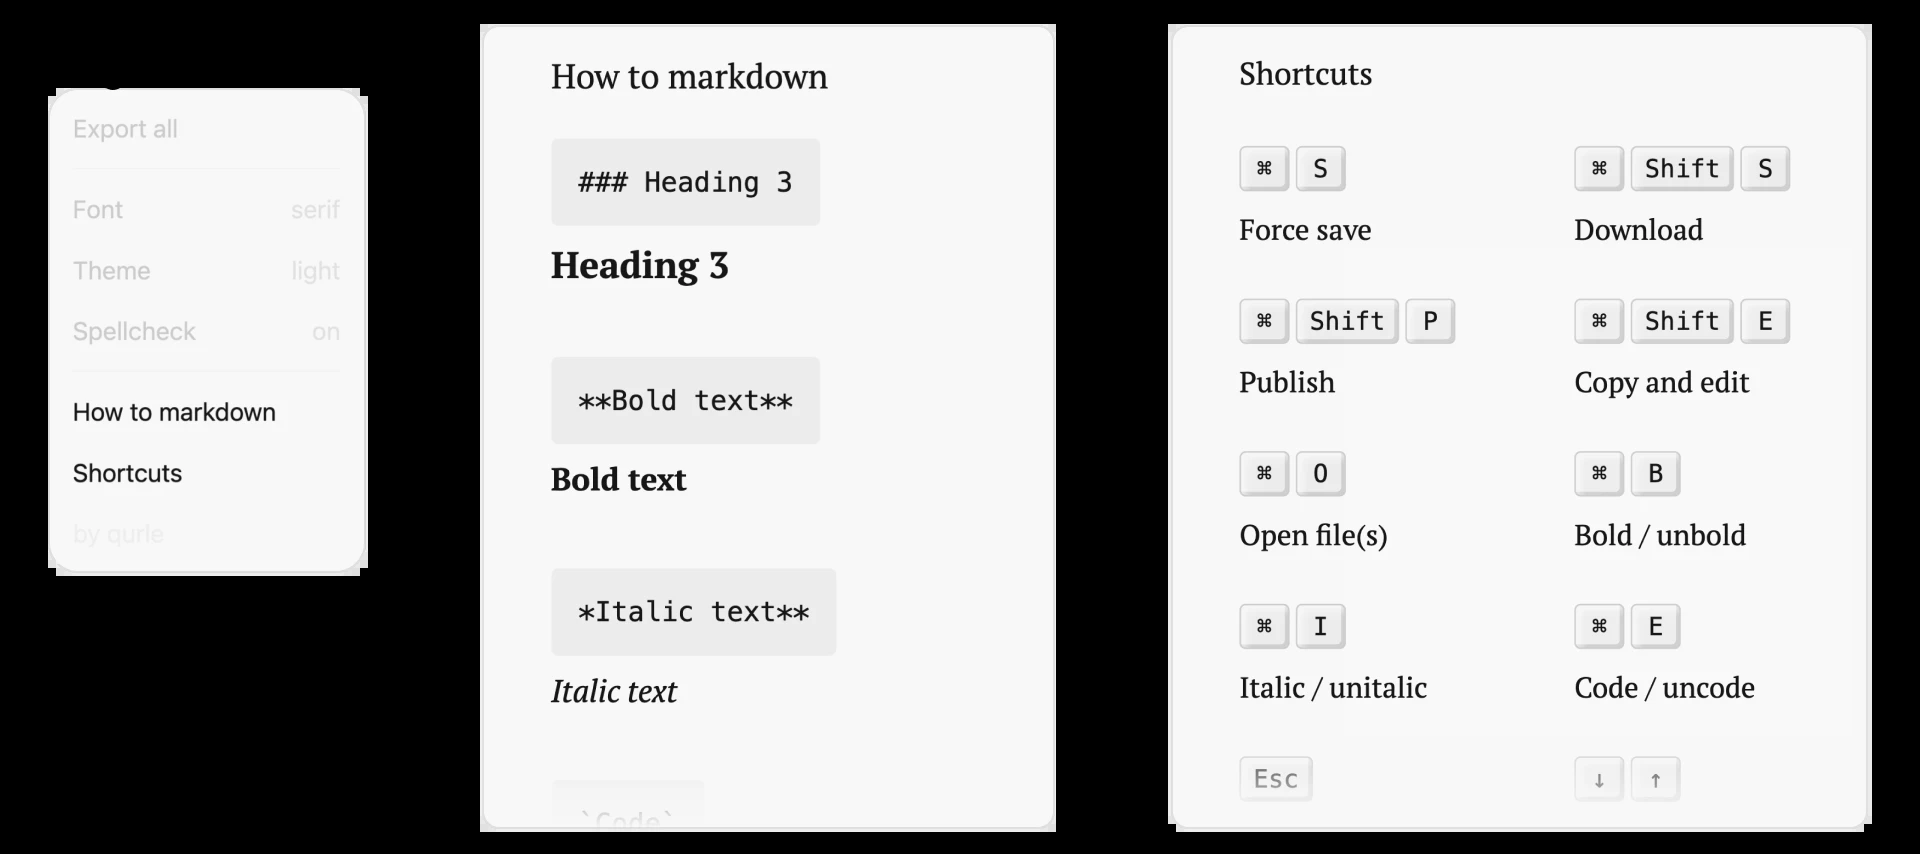 Export all
Font serif
Theme light
Spellcheck on
How to markdown
Shortcuts
by qurle
How to markdown
### Heading 3
Heading 3
**Bold text**
Bold text
*Italic text**
Italic text
`Code`
Shortcuts
⌘ S ⌘ Shift S
Force save Download
⌘ Shift P ⌘ Shift E
Publish Copy and edit
⌘ O ⌘ B
Open file(s) Bold / unbold
⌘ I ⌘ E
Italic / unitalic Code / uncode
Esc ↓ ↑